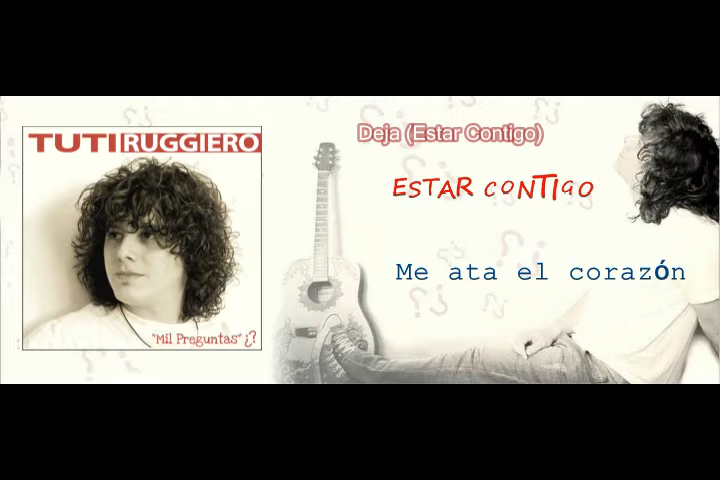 TUTI RUGGIERO
"Mil Preguntas" ¿?
Deja (Estar Contigo)
ESTAR CONTIGO
Me ata el corazón